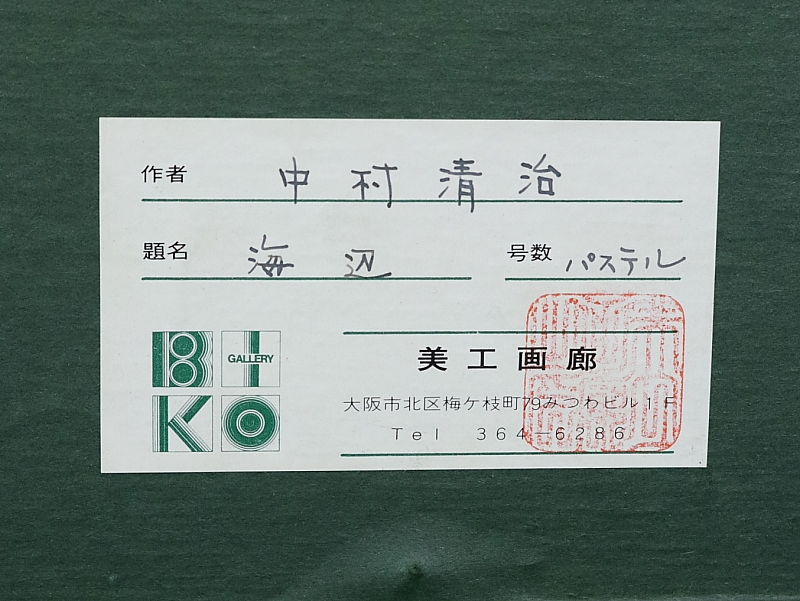 作者 中村清治
題名 海辺 号数 パステル
BI GALLERY
KO
美工画廊
大阪市北区梅ケ枝町79みつわビル1F
Tel 364-6286